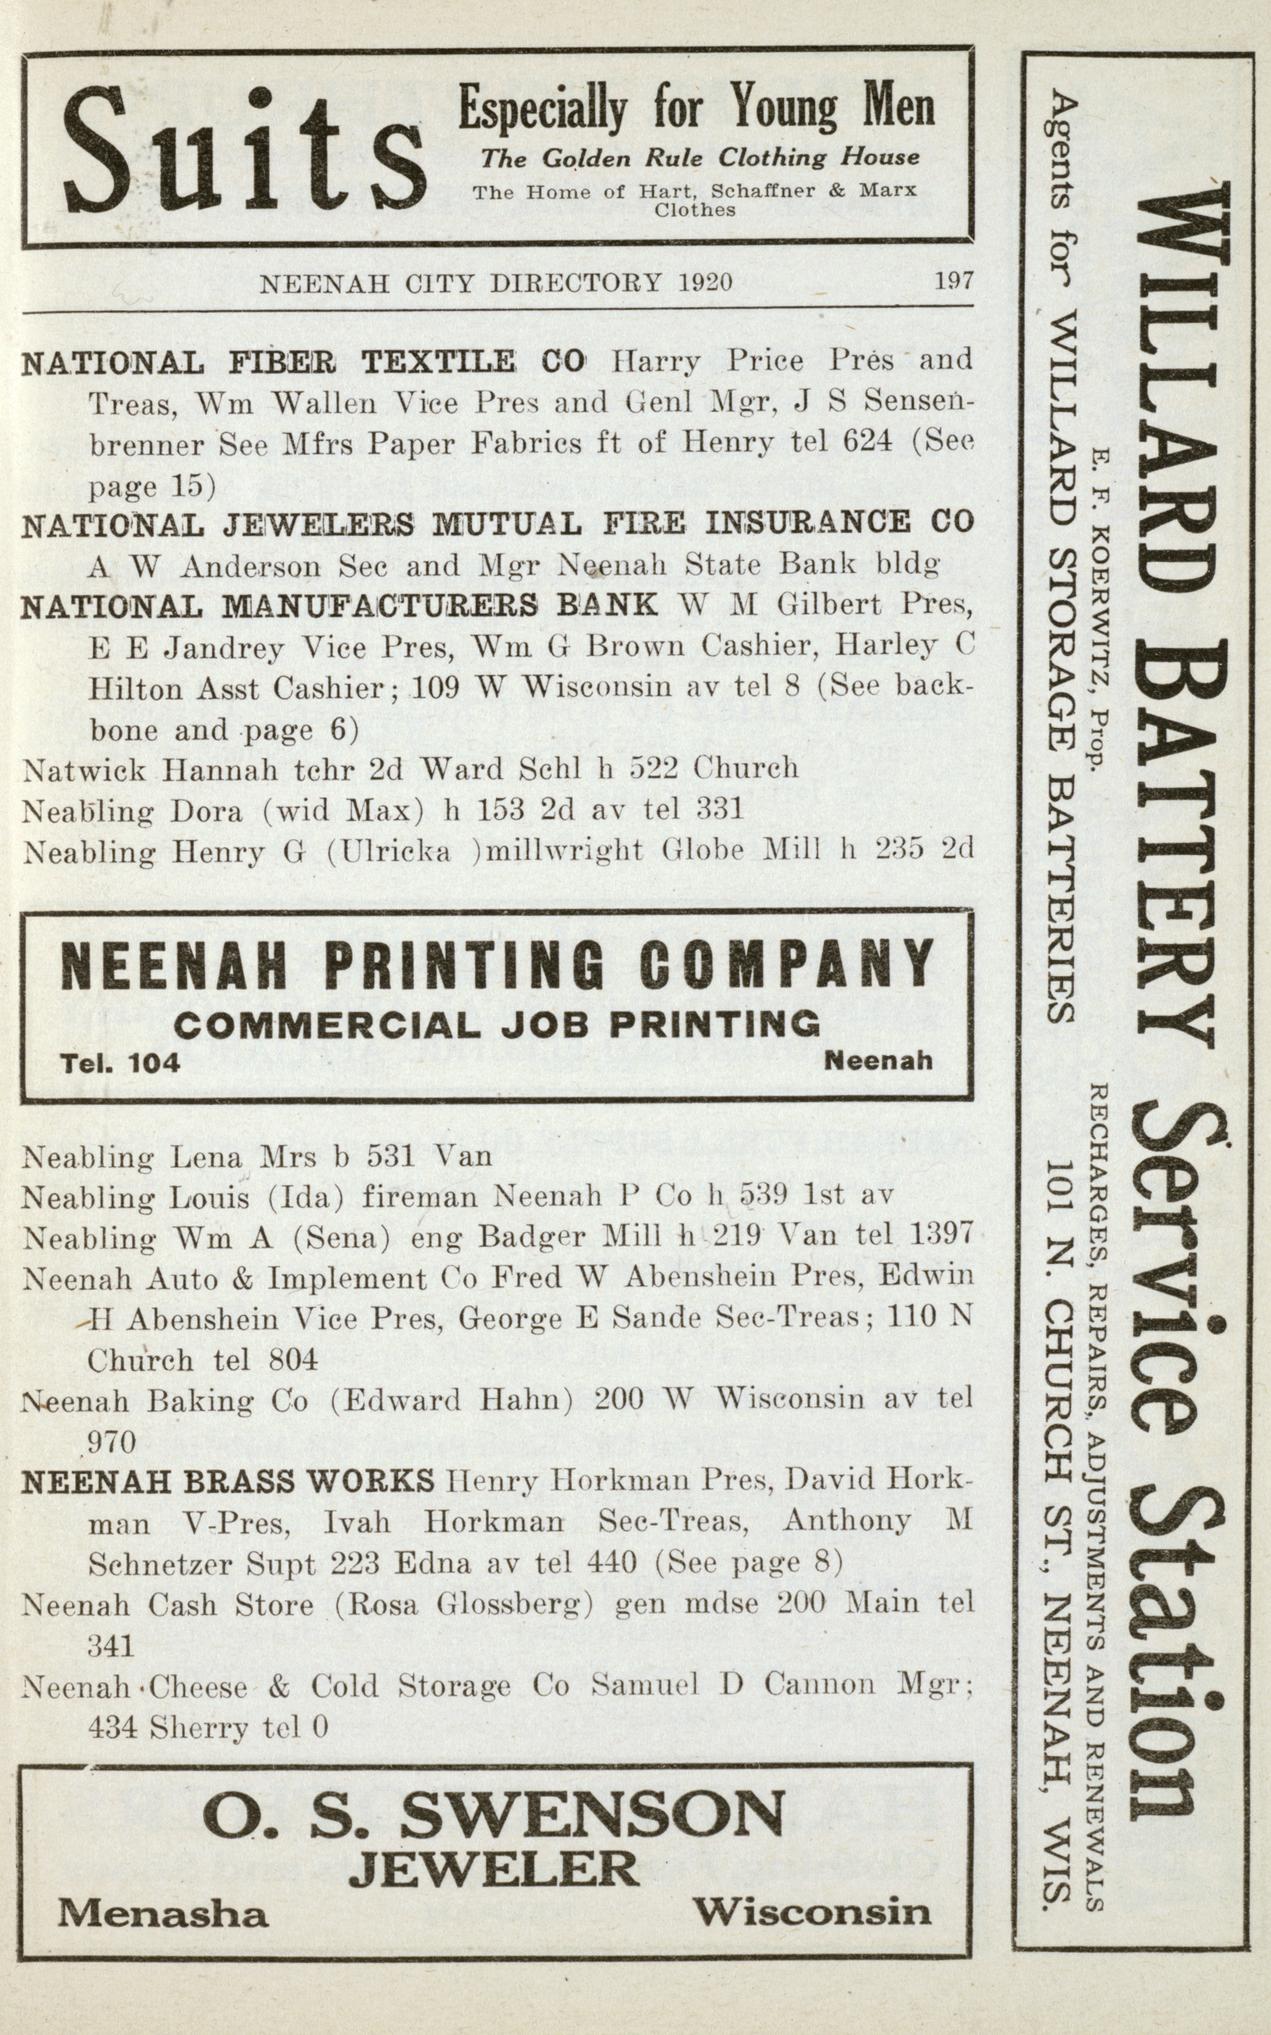 Suits
Especially for Young Men
The Golden Rule Clothing House
The Home of Hart, Schaffner & Marx
Clothes
NEENAH CITY DIRECTORY 1920 197
NATIONAL FIBER TEXTILE CO Harry Price Pres and
Treas, Wm Wallen Vice Pres and Genl Mgr, J S Sensen-
brenner See Mfrs Paper Fabrics ft of Henry tel 624 (See
page 15)
NATIONAL JEWELERS MUTUAL FIRE INSURANCE CO
A W Anderson Sec and Mgr Neenah State Bank bldg
NATIONAL MANUFACTURERS BANK W M Gilbert Pres,
E E Jandrey Vice Pres, Wm G Brown Cashier, Harley C
Hilton Asst Cashier; 109 W Wisconsin av tel 8 (See back-
bone and page 6)
Natwick Hannah tchr 2d Ward Schl h 522 Church
Neabling Dora (wid Max) h 153 2d av tel 331
Neabling Henry G (Ulricka )millwright Globe Mill h 235 2d
NEENAH PRINTING COMPANY
COMMERCIAL JOB PRINTING
Tel. 104 Neenah
Neabling Lena Mrs b 531 Van
Neabling Louis (Ida) fireman Neenah P Co h 539 1st av
Neabling Wm A (Sena) eng Badger Mill h 219 Van tel 1397
Neenah Auto & Implement Co Fred W Abenshein Pres, Edwin
H Abenshein Vice Pres, George E Sande Sec-Treas; 110 N
Church tel 804
Neenah Baking Co (Edward Hahn) 200 W Wisconsin av tel
970
NEENAH BRASS WORKS Henry Horkman Pres, David Hork-
man V-Pres, Ivah Horkman Sec-Treas, Anthony M
Schnetzer Supt 223 Edna av tel 440 (See page 8)
Neenah Cash Store (Rosa Glossberg) gen mdse 200 Main tel
341
Neenah Cheese & Cold Storage Co Samuel D Cannon Mgr;
434 Sherry tel 0
O. S. SWENSON
JEWELER
Menasha Wisconsin
WILLARD BATTERY Service Station
E. F. KOERWITZ, Prop. RECHARGES, REPAIRS, ADJUSTMENTS AND RENEWALS
Agents for WILLARD STORAGE BATTERIES 101 N. CHURCH ST., NEENAH, WIS.